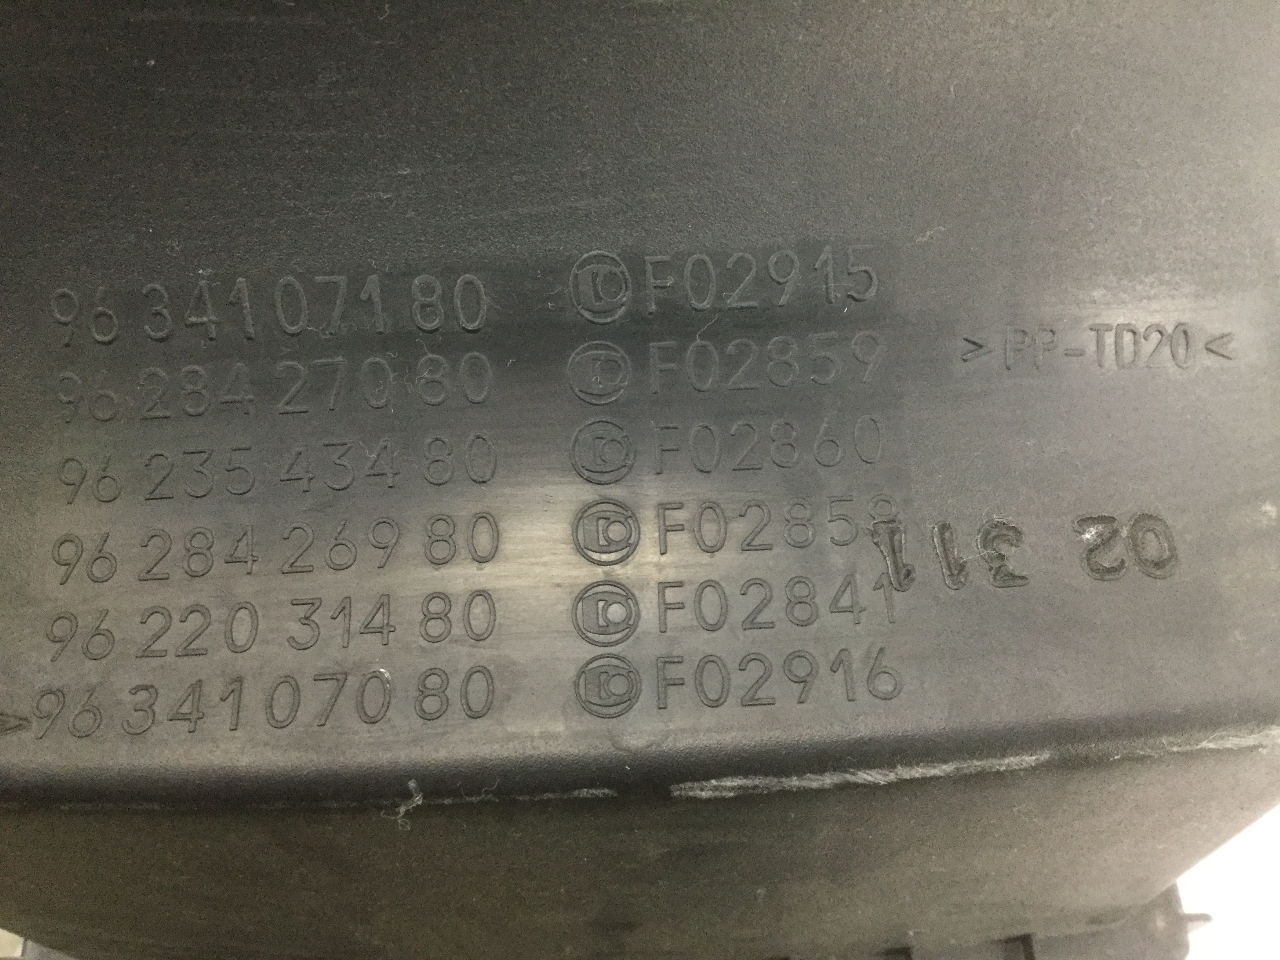 96 341 071 80 F02915
96 284 270 80 F02859
>PP-TD20<
96 235 434 80 F02860
96 284 269 80 F02858
02 311
96 220 314 80 F02841
96 341 070 80 F02916